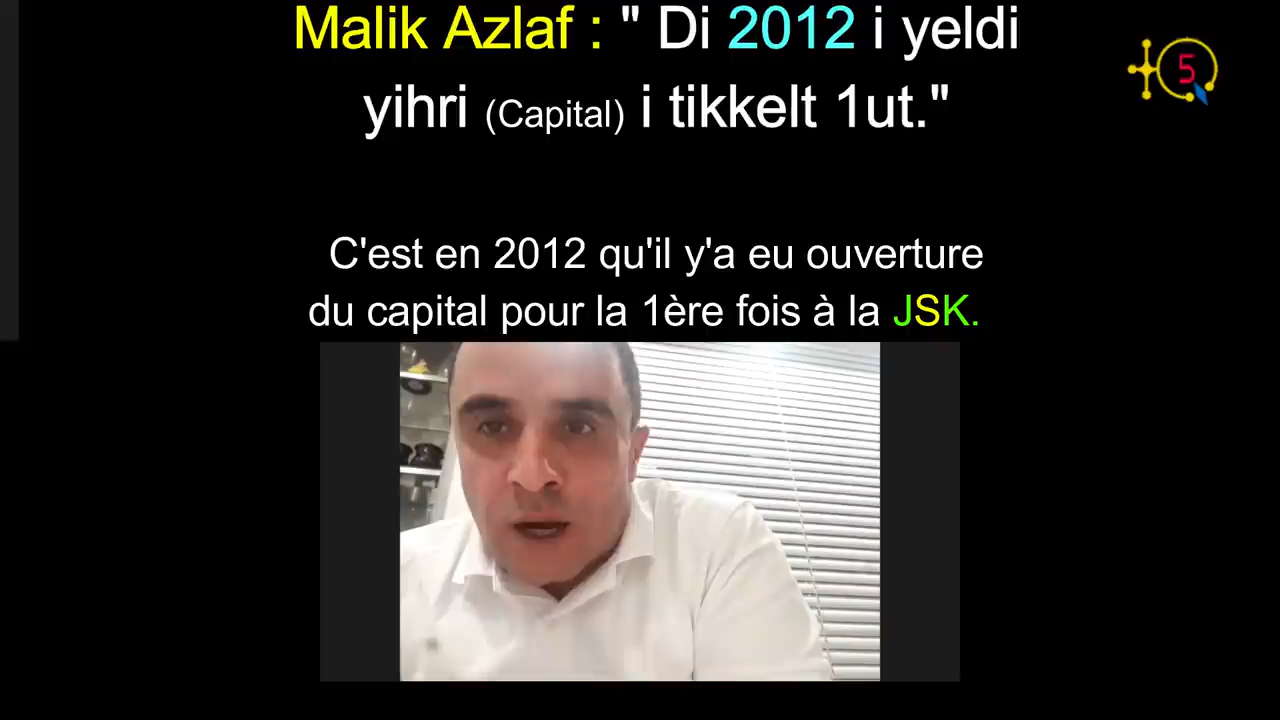 Malik Azlaf : " Di 2012 i yeldi
yihri (Capital) i tikkelt 1ut."
5
C'est en 2012 qu'il y'a eu ouverture
du capital pour la 1ère fois à la JSK.